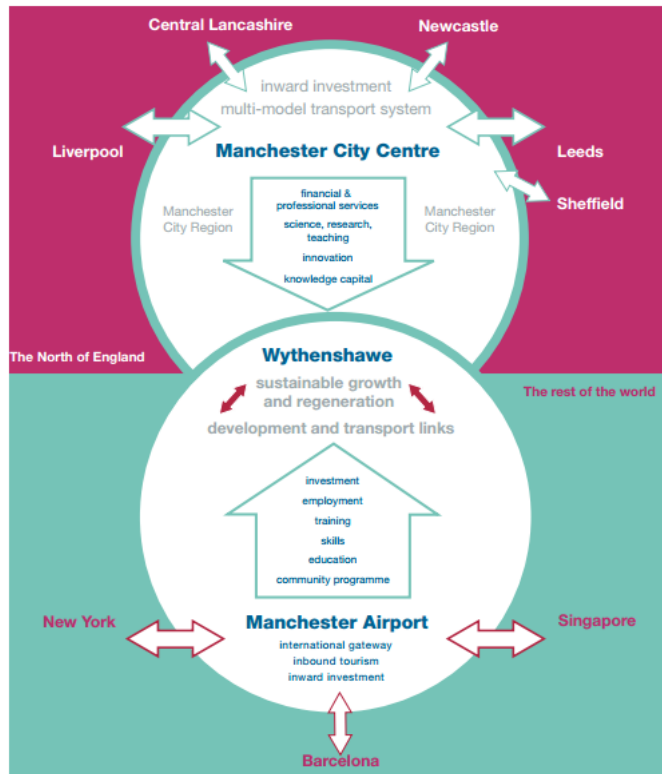 Central Lancashire
Newcastle
inward investment
multi-model transport system
Liverpool
Manchester City Centre
Leeds
Sheffield
financial &
professional services
science, research,
teaching
innovation
knowledge capital
Manchester
City Region
Manchester
City Region
The North of England
Wythenshawe
The rest of the world
sustainable growth
and regeneration
development and transport links
investment
employment
training
skills
education
community programme
New York
Manchester Airport
Singapore
international gateway
inbound tourism
inward investment
Barcelona